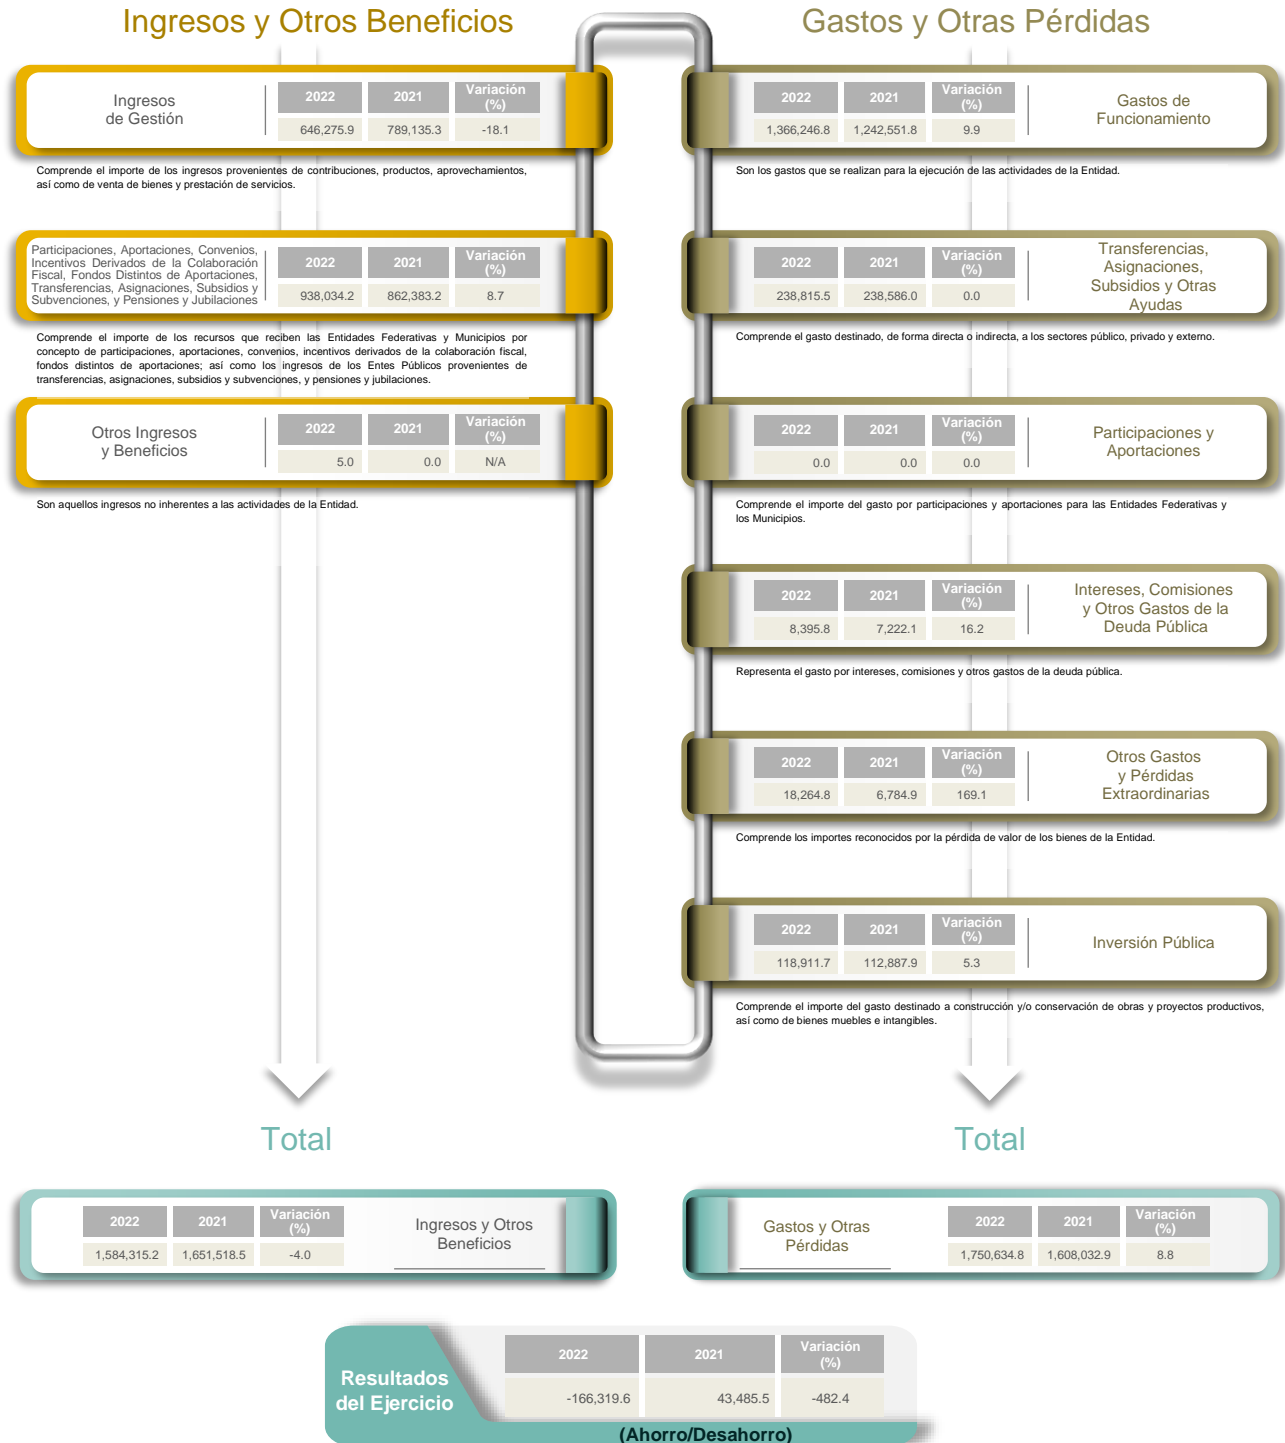 Ingresos y Otros Beneficios
Ingresos
de Gestión
2022 2021 Variación
(%)
646,275.9 789,135.3 -18.1
Comprende el importe de los ingresos provenientes de contribuciones, productos, aprovechamientos,
así como de venta de bienes y prestación de servicios.
Participaciones, Aportaciones, Convenios,
Incentivos Derivados de la Colaboración
Fiscal, Fondos Distintos de Aportaciones,
Transferencias, Asignaciones, Subsidios y
Subvenciones, y Pensiones y Jubilaciones
2022 2021 Variación
(%)
938,034.2 862,383.2 8.7
Comprende el importe de los recursos que reciben las Entidades Federativas y Municipios por
concepto de participaciones, aportaciones, convenios, incentivos derivados de la colaboración fiscal,
fondos distintos de aportaciones; así como los ingresos de los Entes Públicos provenientes de
transferencias, asignaciones, subsidios y subvenciones, y pensiones y jubilaciones.
Otros Ingresos
y Beneficios
2022 2021 Variación
(%)
5.0 0.0 N/A
Son aquellos ingresos no inherentes a las actividades de la Entidad.
Gastos y Otras Pérdidas
2022 2021 Variación
(%)
1,366,246.8 1,242,551.8 9.9
Gastos de
Funcionamiento
Son los gastos que se realizan para la ejecución de las actividades de la Entidad.
2022 2021 Variación
(%)
238,815.5 238,586.0 0.0
Transferencias,
Asignaciones,
Subsidios y Otras
Ayudas
Comprende el gasto destinado, de forma directa o indirecta, a los sectores público, privado y externo.
2022 2021 Variación
(%)
0.0 0.0 0.0
Participaciones y
Aportaciones
Comprende el importe del gasto por participaciones y aportaciones para las Entidades Federativas y
los Municipios.
2022 2021 Variación
(%)
8,395.8 7,222.1 16.2
Intereses, Comisiones
y Otros Gastos de la
Deuda Pública
Representa el gasto por intereses, comisiones y otros gastos de la deuda pública.
2022 2021 Variación
(%)
18,264.8 6,784.9 169.1
Otros Gastos
y Pérdidas
Extraordinarias
Comprende los importes reconocidos por la pérdida de valor de los bienes de la Entidad.
2022 2021 Variación
(%)
118,911.7 112,887.9 5.3
Inversión Pública
Comprende el importe del gasto destinado a construcción y/o conservación de obras y proyectos productivos,
así como de bienes muebles e intangibles.
Total
2022 2021 Variación
(%)
1,584,315.2 1,651,518.5 -4.0
Ingresos y Otros
Beneficios
Total
Gastos y Otras
Pérdidas
2022 2021 Variación
(%)
1,750,634.8 1,608,032.9 8.8
Resultados
del Ejercicio
2022 2021 Variación
(%)
-166,319.6 43,485.5 -482.4
(Ahorro/Desahorro)